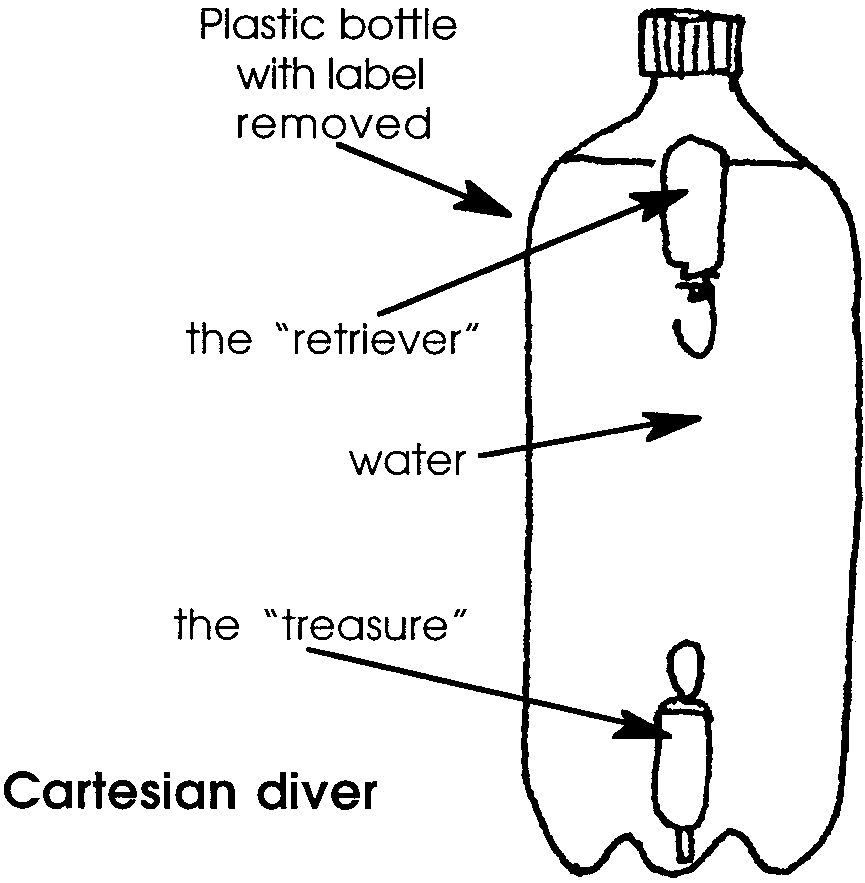 Plastic bottle
with label
removed
the "retriever"
water
the "treasure"
Cartesian diver